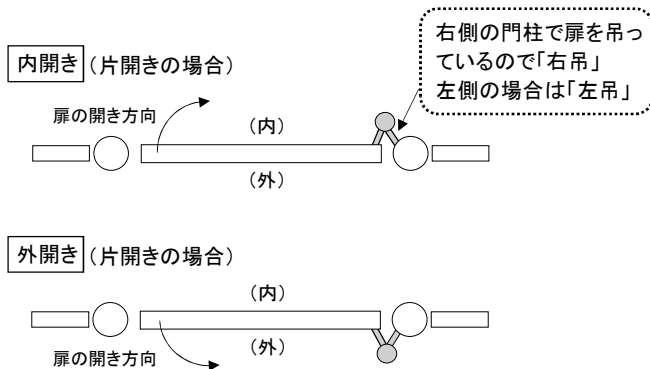 右側の門柱で扉を吊っ
ているので「右吊」
左側の場合は「左吊」
内開き（片開きの場合）
扉の開き方向
（内）
（外）
外開き（片開きの場合）
（内）
（外）
扉の開き方向